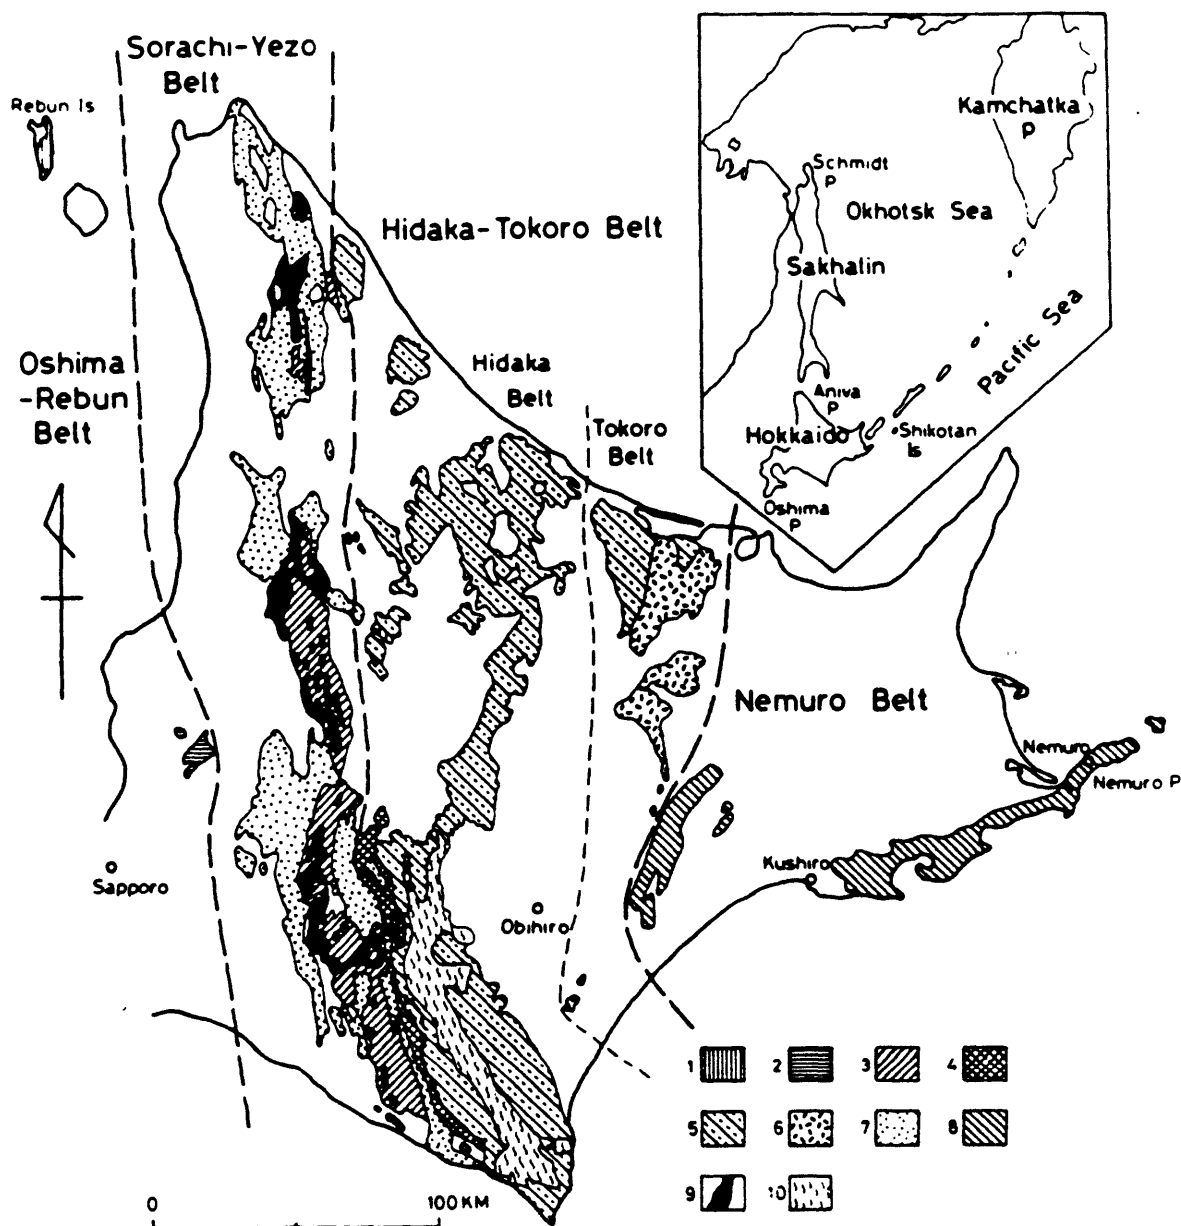 Sorachi-Yezo
Belt
Rebun Is
Hidaka-Tokoro Belt
Oshima
-Rebun
Belt
Hidaka
Belt
Tokoro
Belt
Kamchatka
P
Schmidt
P
Okhotsk Sea
Sakhalin
Pacific Sea
Aniva
P
Hokkaido
Shikotan
Is
Oshima
P
Nemuro Belt
Nemuro
Nemuro P
Kushiro
Sapporo
Obihiro
1 2 3 4
5 6 7 8
9 10
0 100 KM